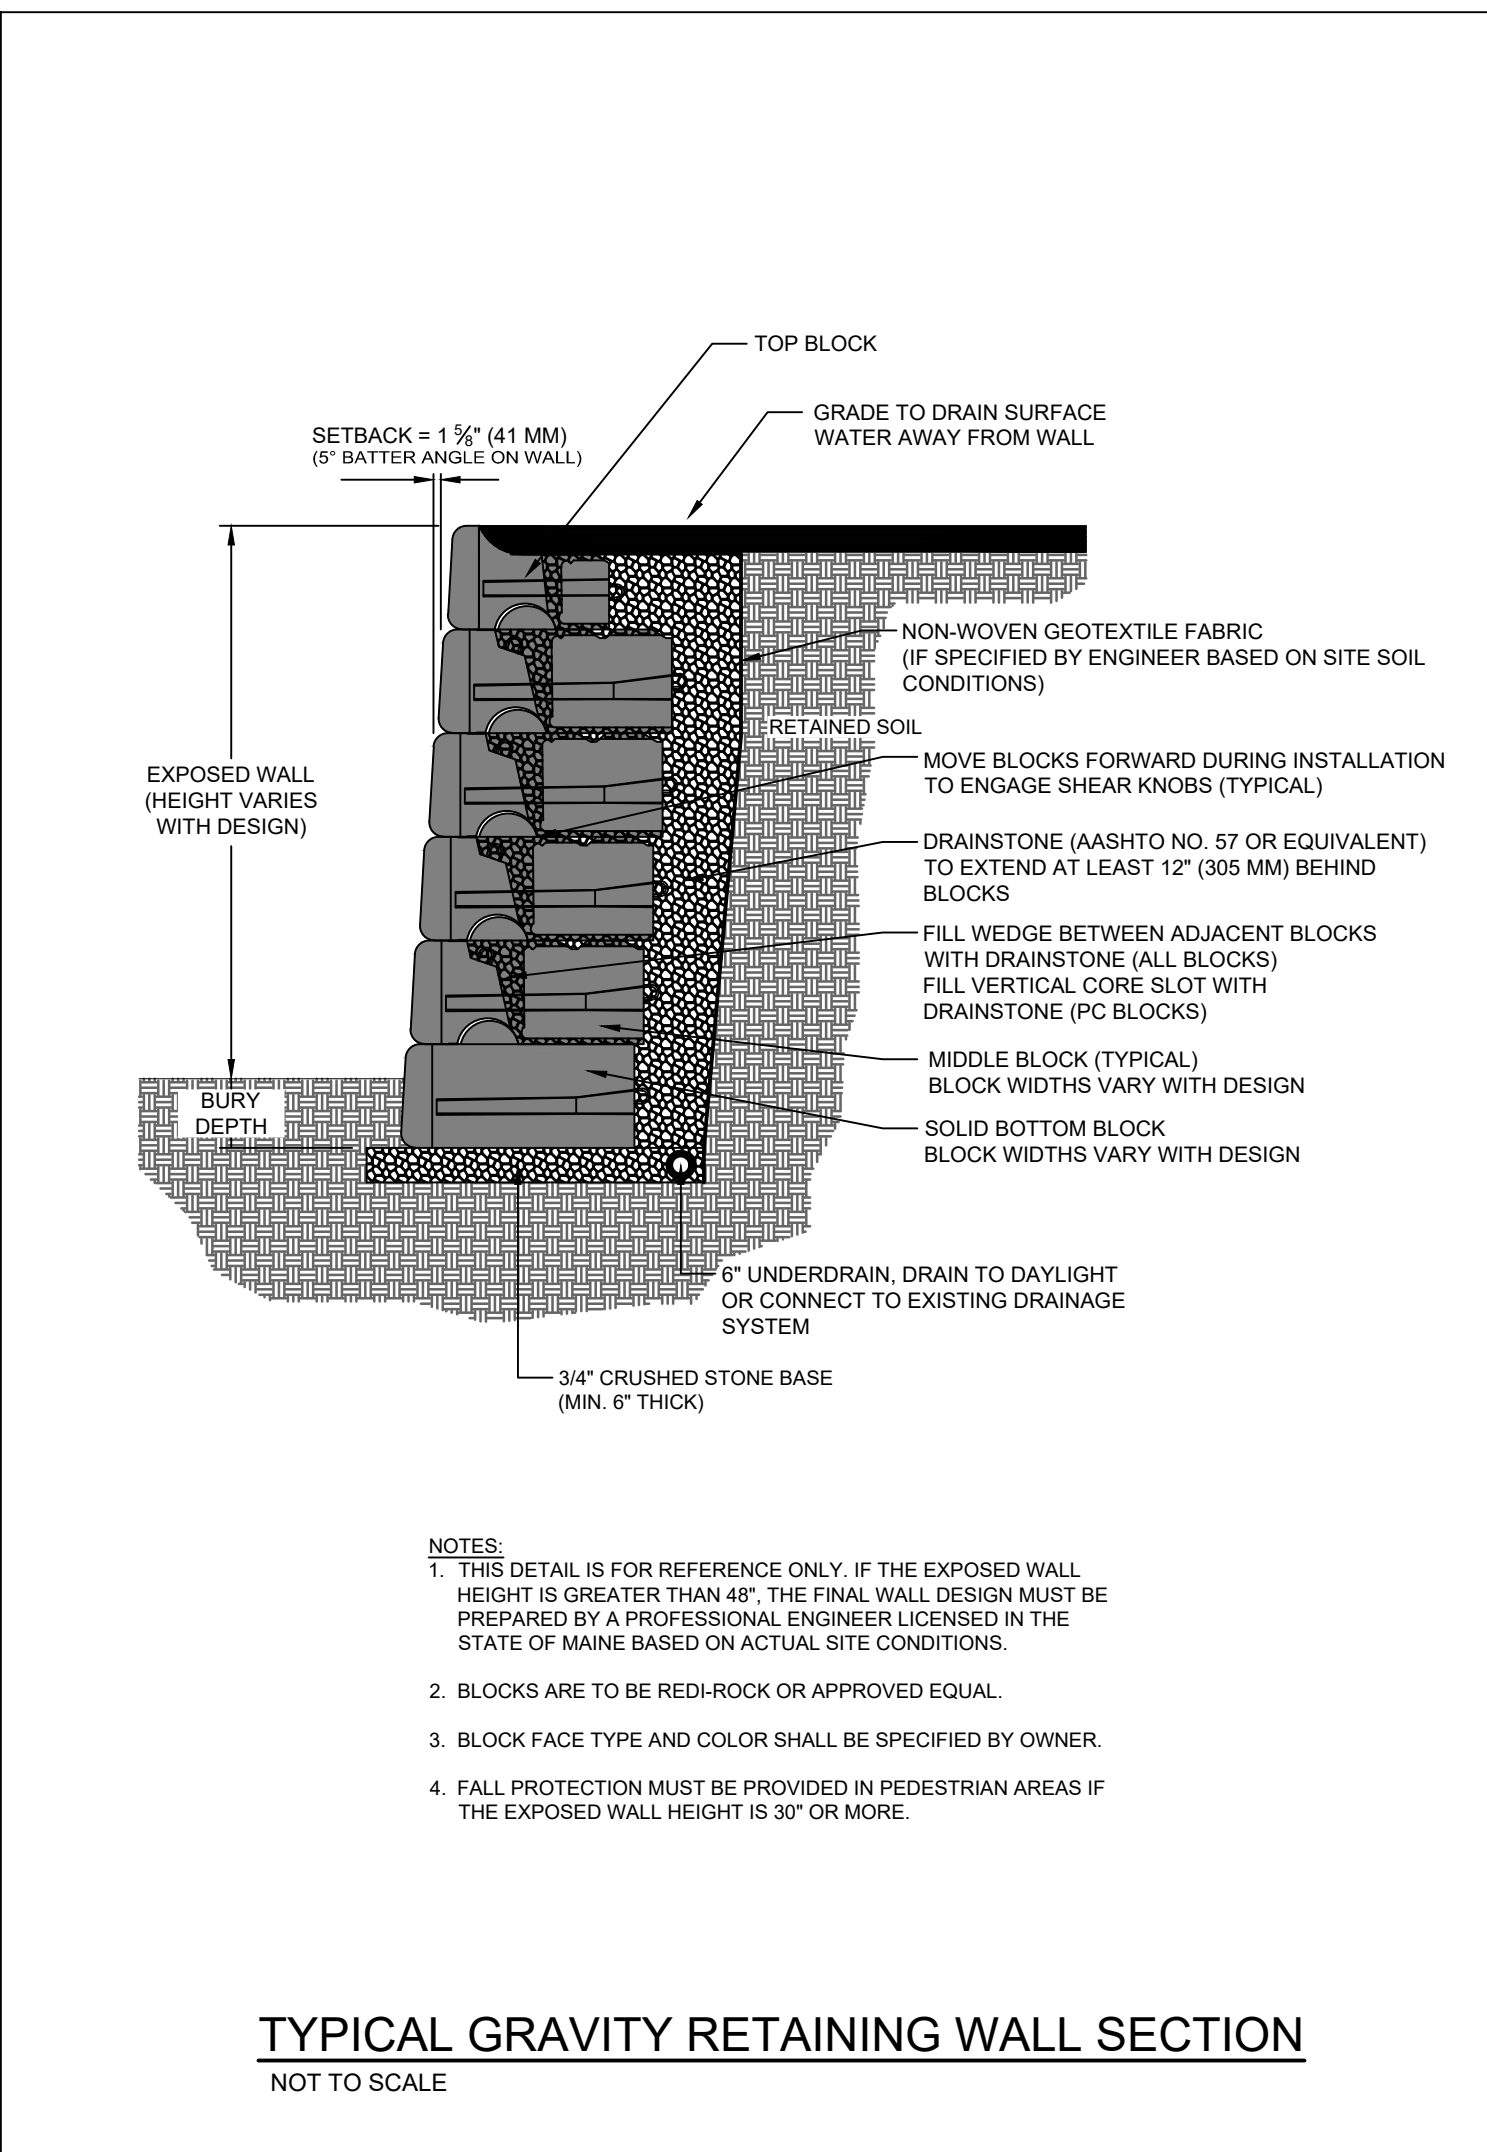 TOP BLOCK
GRADE TO DRAIN SURFACE
WATER AWAY FROM WALL
SETBACK = 1 5/8" (41 MM)
(5° BATTER ANGLE ON WALL)
NON-WOVEN GEOTEXTILE FABRIC
(IF SPECIFIED BY ENGINEER BASED ON SITE SOIL
CONDITIONS)
RETAINED SOIL
MOVE BLOCKS FORWARD DURING INSTALLATION
TO ENGAGE SHEAR KNOBS (TYPICAL)
EXPOSED WALL
(HEIGHT VARIES
WITH DESIGN)
DRAINSTONE (AASHTO NO. 57 OR EQUIVALENT)
TO EXTEND AT LEAST 12" (305 MM) BEHIND
BLOCKS
FILL WEDGE BETWEEN ADJACENT BLOCKS
WITH DRAINSTONE (ALL BLOCKS)
FILL VERTICAL CORE SLOT WITH
DRAINSTONE (PC BLOCKS)
MIDDLE BLOCK (TYPICAL)
BLOCK WIDTHS VARY WITH DESIGN
BURY
DEPTH
SOLID BOTTOM BLOCK
BLOCK WIDTHS VARY WITH DESIGN
6" UNDERDRAIN, DRAIN TO DAYLIGHT
OR CONNECT TO EXISTING DRAINAGE
SYSTEM
3/4" CRUSHED STONE BASE
(MIN. 6" THICK)
NOTES:
1. THIS DETAIL IS FOR REFERENCE ONLY. IF THE EXPOSED WALL
HEIGHT IS GREATER THAN 48", THE FINAL WALL DESIGN MUST BE
PREPARED BY A PROFESSIONAL ENGINEER LICENSED IN THE
STATE OF MAINE BASED ON ACTUAL SITE CONDITIONS.
2. BLOCKS ARE TO BE REDI-ROCK OR APPROVED EQUAL.
3. BLOCK FACE TYPE AND COLOR SHALL BE SPECIFIED BY OWNER.
4. FALL PROTECTION MUST BE PROVIDED IN PEDESTRIAN AREAS IF
THE EXPOSED WALL HEIGHT IS 30" OR MORE.
TYPICAL GRAVITY RETAINING WALL SECTION
NOT TO SCALE